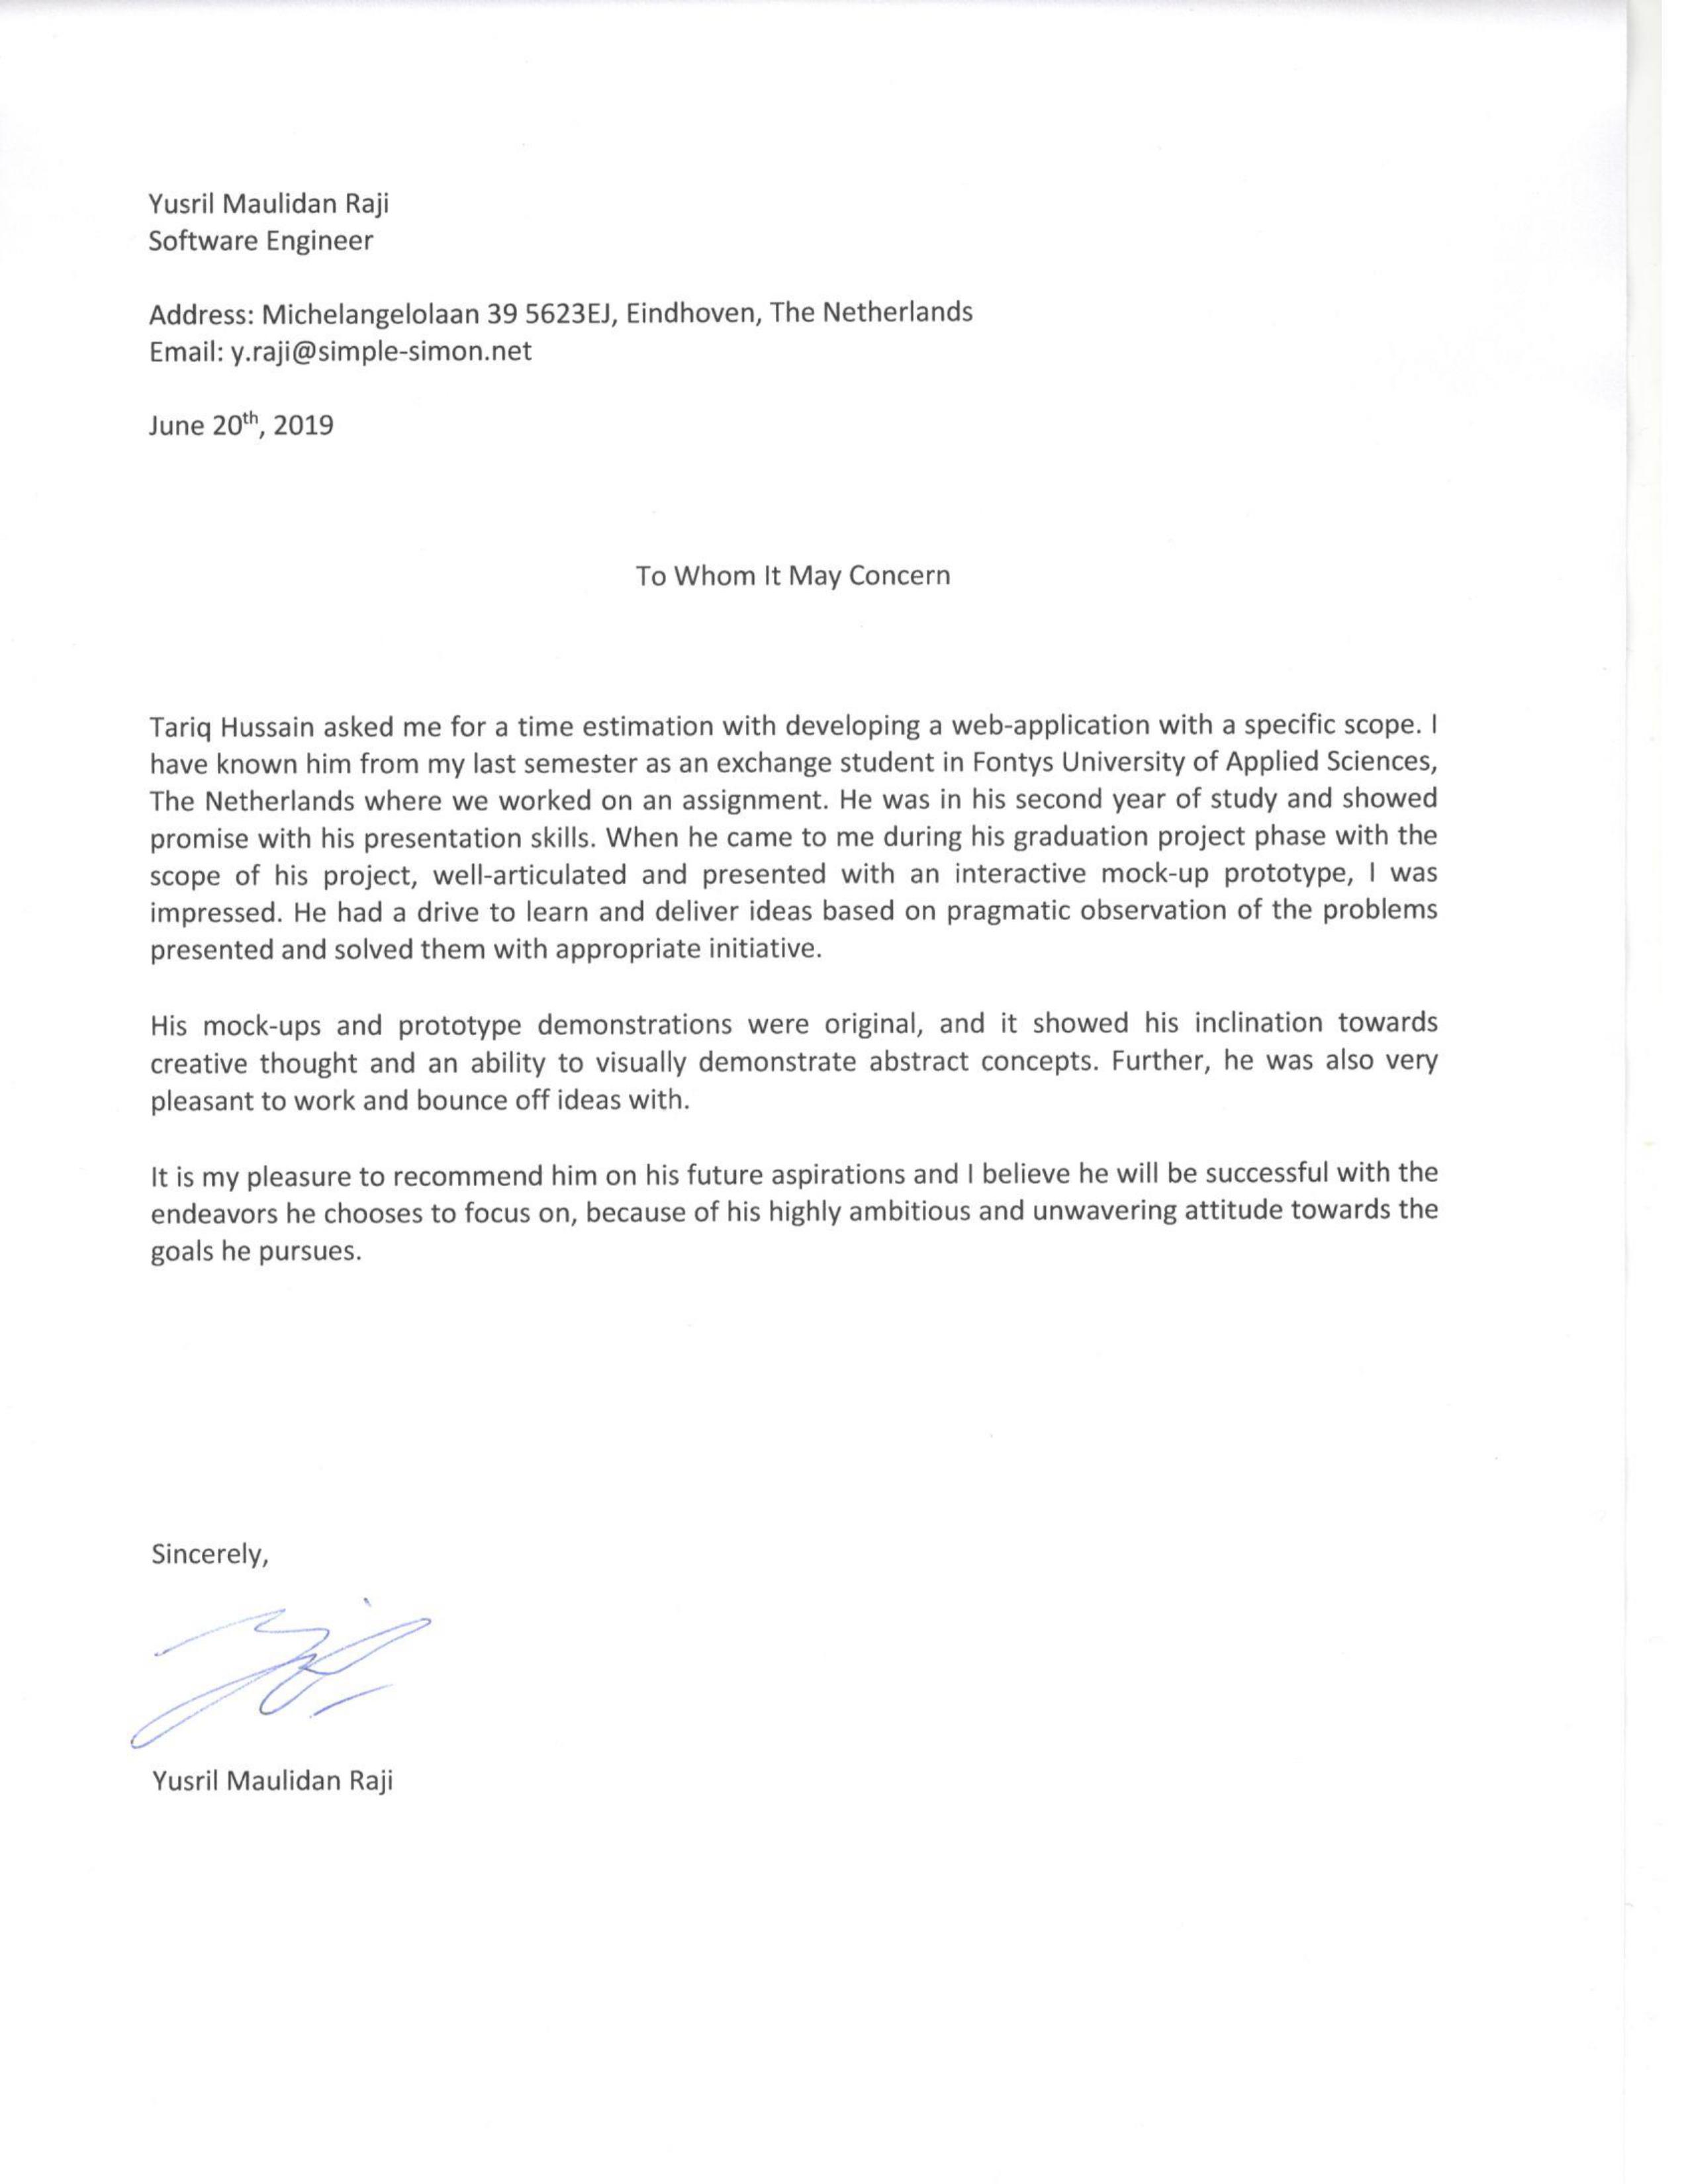 Yusril Maulidan Raji
Software Engineer
Address: Michelangelolaan 39 5623EJ, Eindhoven, The Netherlands
Email: y.raji@simple-simon.net
June 20th, 2019
To Whom It May Concern
Tariq Hussain asked me for a time estimation with developing a web-application with a specific scope. I
have known him from my last semester as an exchange student in Fontys University of Applied Sciences,
The Netherlands where we worked on an assignment. He was in his second year of study and showed
promise with his presentation skills. When he came to me during his graduation project phase with the
scope of his project, well-articulated and presented with an interactive mock-up prototype, I was
impressed. He had a drive to learn and deliver ideas based on pragmatic observation of the problems
presented and solved them with appropriate initiative.
His mock-ups and prototype demonstrations were original, and it showed his inclination towards
creative thought and an ability to visually demonstrate abstract concepts. Further, he was also very
pleasant to work and bounce off ideas with.
It is my pleasure to recommend him on his future aspirations and I believe he will be successful with the
endeavors he chooses to focus on, because of his highly ambitious and unwavering attitude towards the
goals he pursues.
Sincerely,
Yusril Maulidan Raji